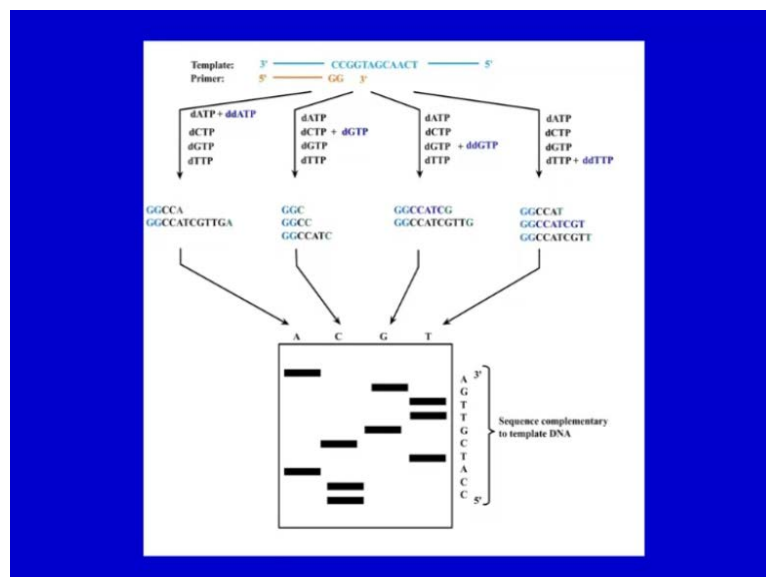 Template: 3' CCGGTAGCAACT 5'
Primer: 5' GG 3'
dATP + ddATP
dCTP
dGTP
dTTP
dATP
dCTP + dGTP
dGTP
dTTP
dATP
dCTP
dGTP + ddGTP
dTTP
dATP
dCTP
dGTP
dTTP + ddTTP
GGCCA
GGCCATCGTTGA
GGC
GGCC
GGCCATC
GGCCATCG
GGCCATCGTTG
GGCCAT
GGCCATCGT
GGCCATCGTT
A C G T
A 3'
G
T
T
G
C
T
A
C
C 5'
Sequence complementary
to template DNA